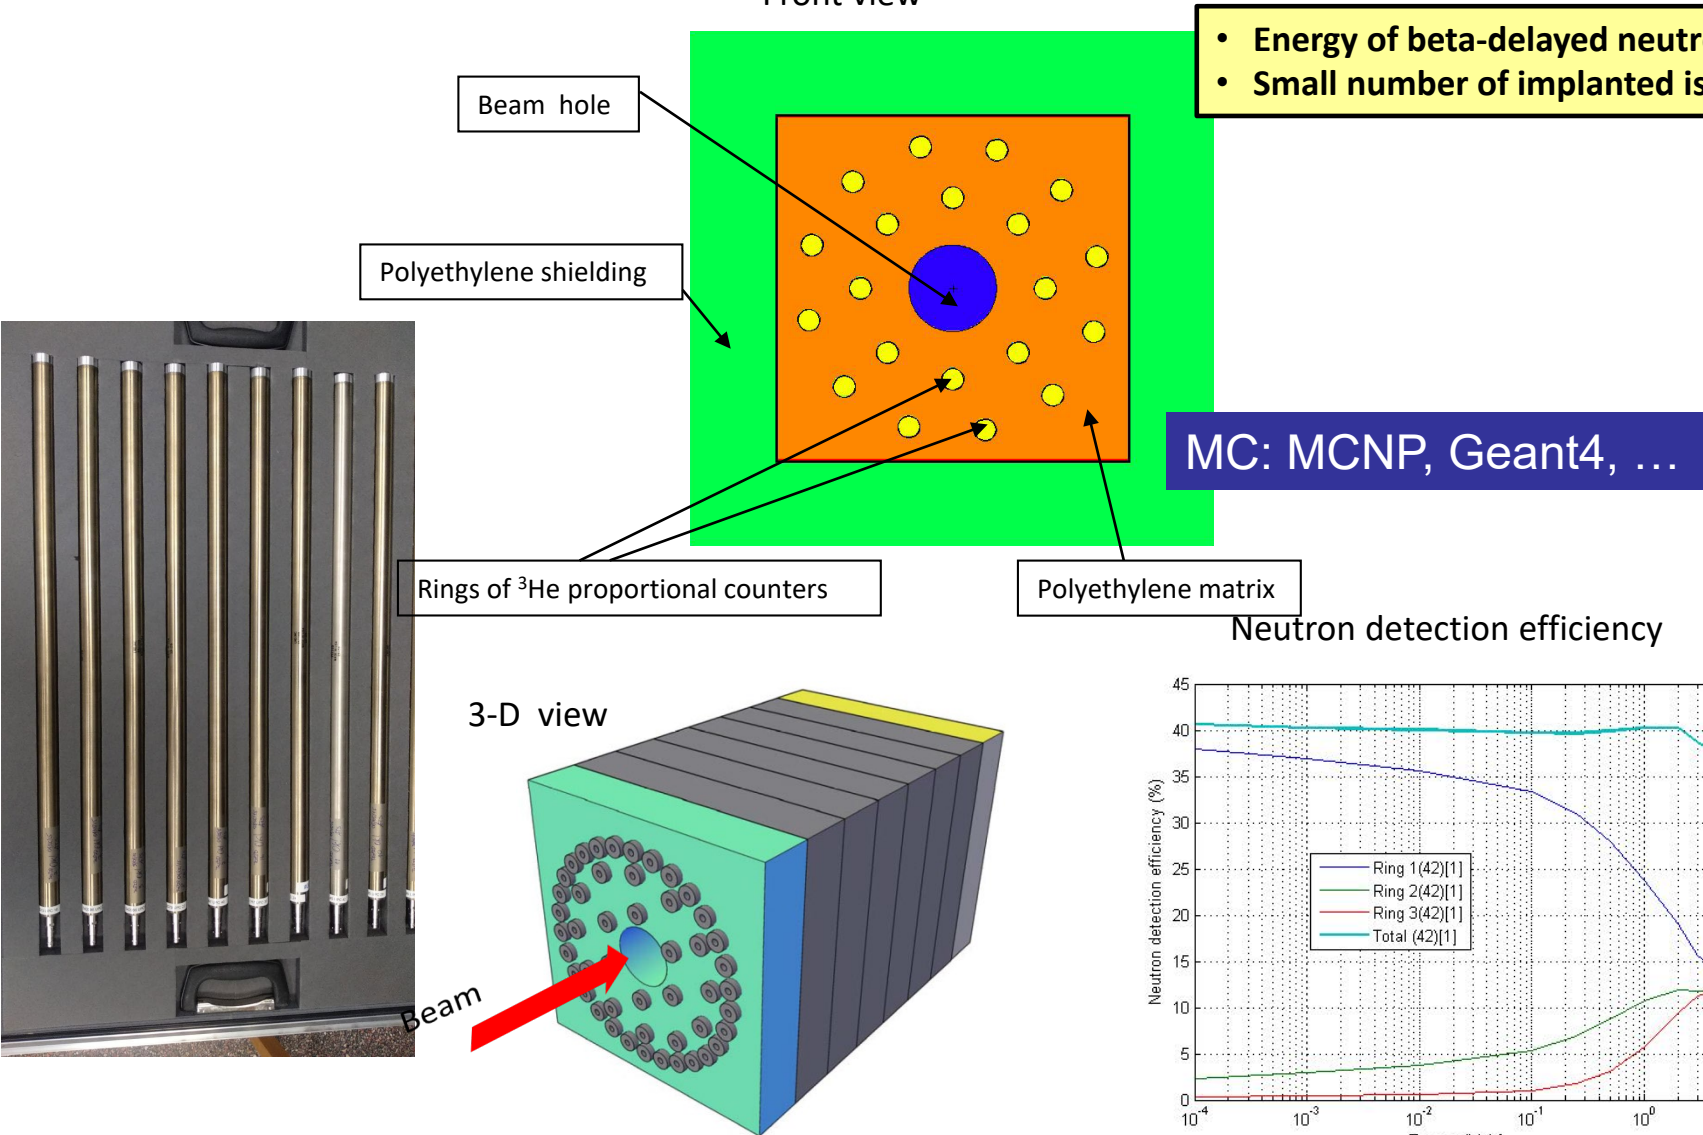 • Energy of beta-delayed
• Small number of implanted
Beam hole
Polyethylene shielding
MC: MCNP, Geant4, …
Rings of ³He proportional counters
Polyethylene matrix
Neutron detection efficiency
3-D view
Beam
Neutron detection efficiency (%)
45
40
35
30
25
20
15
10
5
0
Ring 1(42)[1]
Ring 2(42)[1]
Ring 3(42)[1]
Total (42)[1]
10⁻⁴ 10⁻³ 10⁻² 10⁻¹ 10⁰